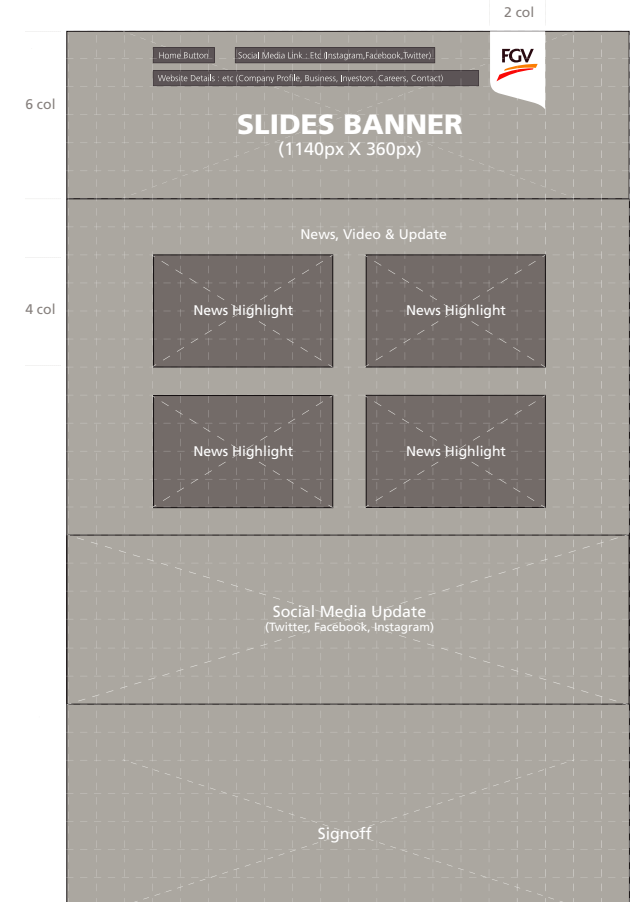 2 col
Home Button
Social Media Link : Etc (Instagram,Facebook,Twitter)
FGV
Website Details : etc (Company Profile, Business, Investors, Careers, Contact)
6 col
SLIDES BANNER
(1140px X 360px)
News, Video & Update
4 col
News Highlight
News Highlight
News Highlight
News Highlight
Social Media Update
(Twitter, Facebook, Instagram)
Signoff